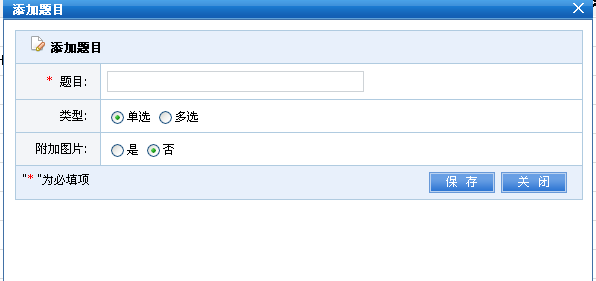 添加题目
添加题目
* 题目:
类型: 单选 多选
附加图片: 是 否
"* "为必填项 保 存 关 闭